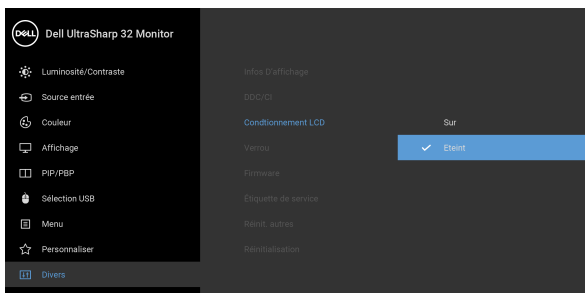 DELL Dell UltraSharp 32 Monitor
Luminosité/Contraste
Infos D'affichage
Source entrée
DDC/CI
Couleur
Condtionnement LCD
Sur
Affichage
Verrou
Eteint
PIP/PBP
Firmware
Sélection USB
Étiquette de service
Menu
Réinit. autres
Personnaliser
Réinitialisation
Divers